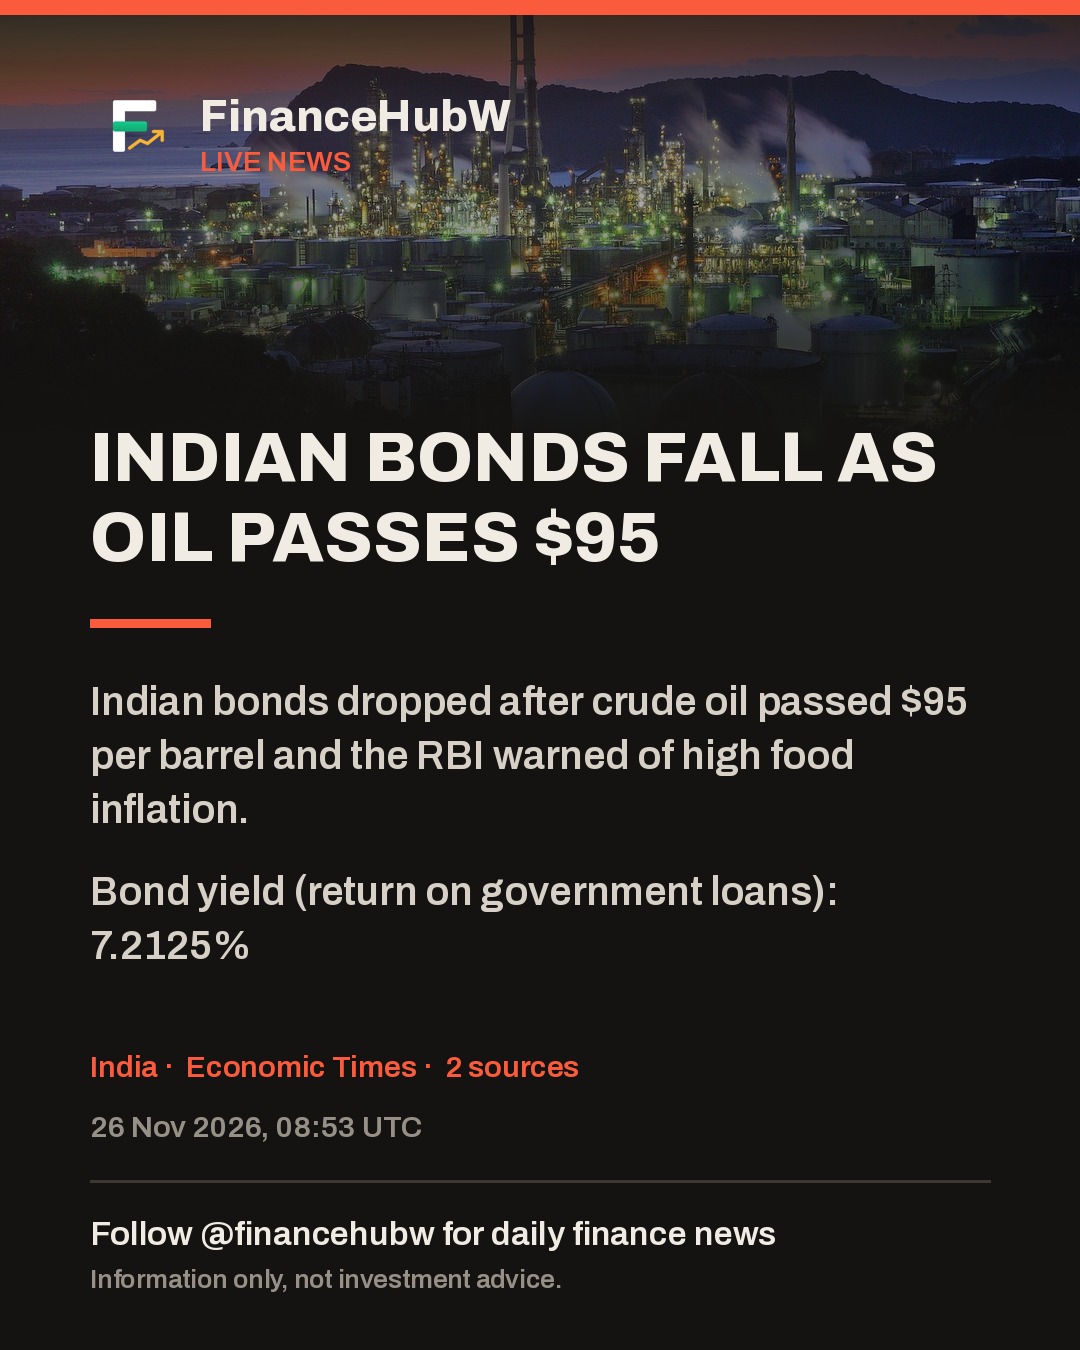 FinanceHubW
LIVE NEWS
INDIAN BONDS FALL AS
OIL PASSES $95
Indian bonds dropped after crude oil passed $95
per barrel and the RBI warned of high food
inflation.
Bond yield (return on government loans):
7.2125%
India · Economic Times · 2 sources
26 Nov 2026, 08:53 UTC
Follow @financehubw for daily finance news
Information only, not investment advice.